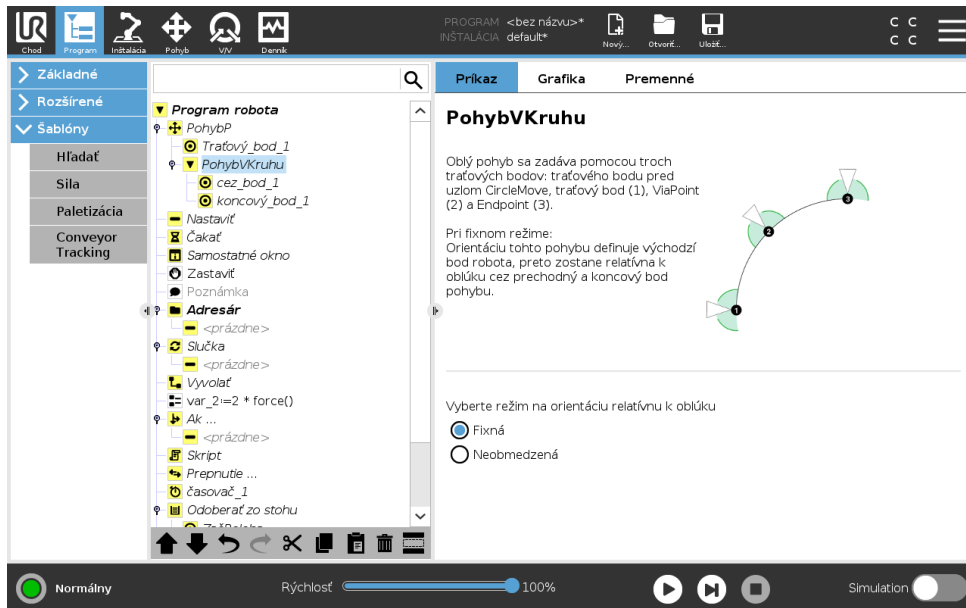 PROGRAM <bez názvu>*
INŠTALÁCIA default*
Chod
Program
Inštalácia
Pohyb
V/V
Denník
Nový...
Otvoriť...
Uložiť...
C C
C C
Základné
Rozšírené
Šablóny
Hľadať
Sila
Paletizácia
Conveyor
Tracking
Program robota
PohybP
Traťový_bod_1
PohybVKruhu
cez_bod_1
koncový_bod_1
Nastaviť
Čakať
Samostatné okno
Zastaviť
Poznámka
Adresár
<prázdne>
Slučka
<prázdne>
Vyvolať
var_2≔2 * force()
Ak ...
<prázdne>
Skript
Prepnutie ...
časovač_1
Odoberať zo stohu
Príkaz
Grafika
Premenné
PohybVKruhu
Oblý pohyb sa zadáva pomocou troch
traťových bodov: traťového bodu pred
uzlom CircleMove, traťový bod (1), ViaPoint
(2) a Endpoint (3).
Pri fixnom režime:
Orientáciu tohto pohybu definuje východzí
bod robota, preto zostane relatívna k
oblúku cez prechodný a koncový bod
pohybu.
1
2
3
Vyberte režim na orientáciu relatívnu k oblúku
Fixná
Neobmedzená
Normálny
Rýchlosť
100%
Simulation